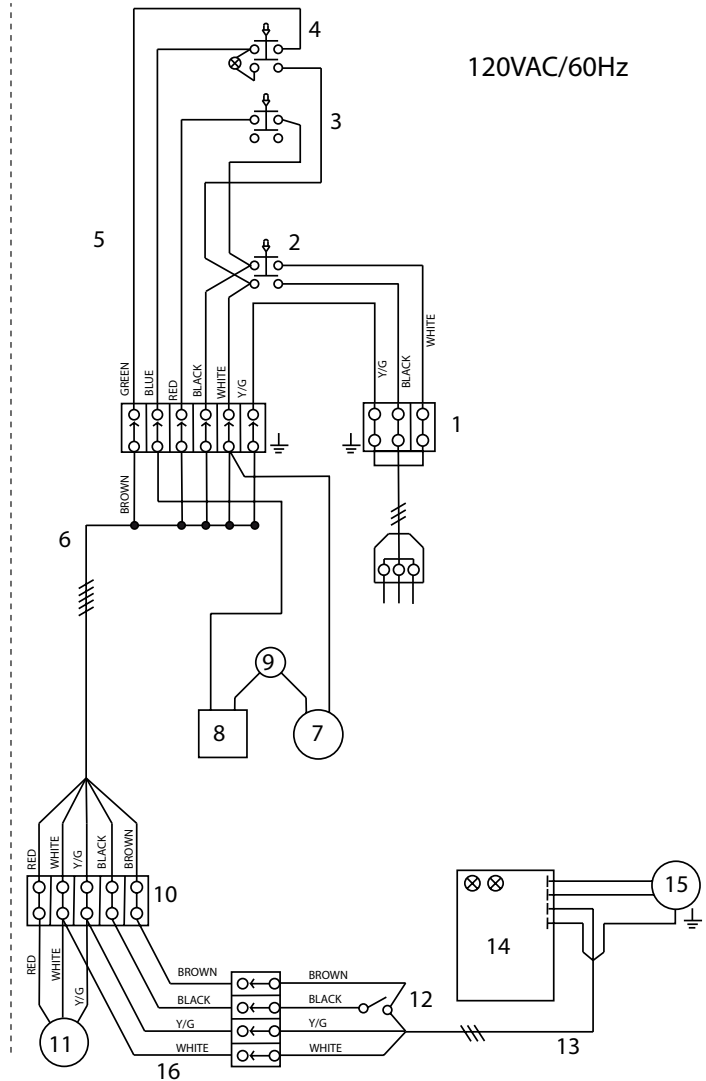 4
120VAC/60Hz
3
5
2
GREEN
BLUE
RED
BLACK
WHITE
Y/G
Y/G
BLACK
WHITE
1
BROWN
6
9
8
7
RED
WHITE
Y/G
BLACK
BROWN
10
15
14
RED
WHITE
Y/G
BROWN
BROWN
BLACK
BLACK
12
Y/G
Y/G
11
WHITE
WHITE
13
16